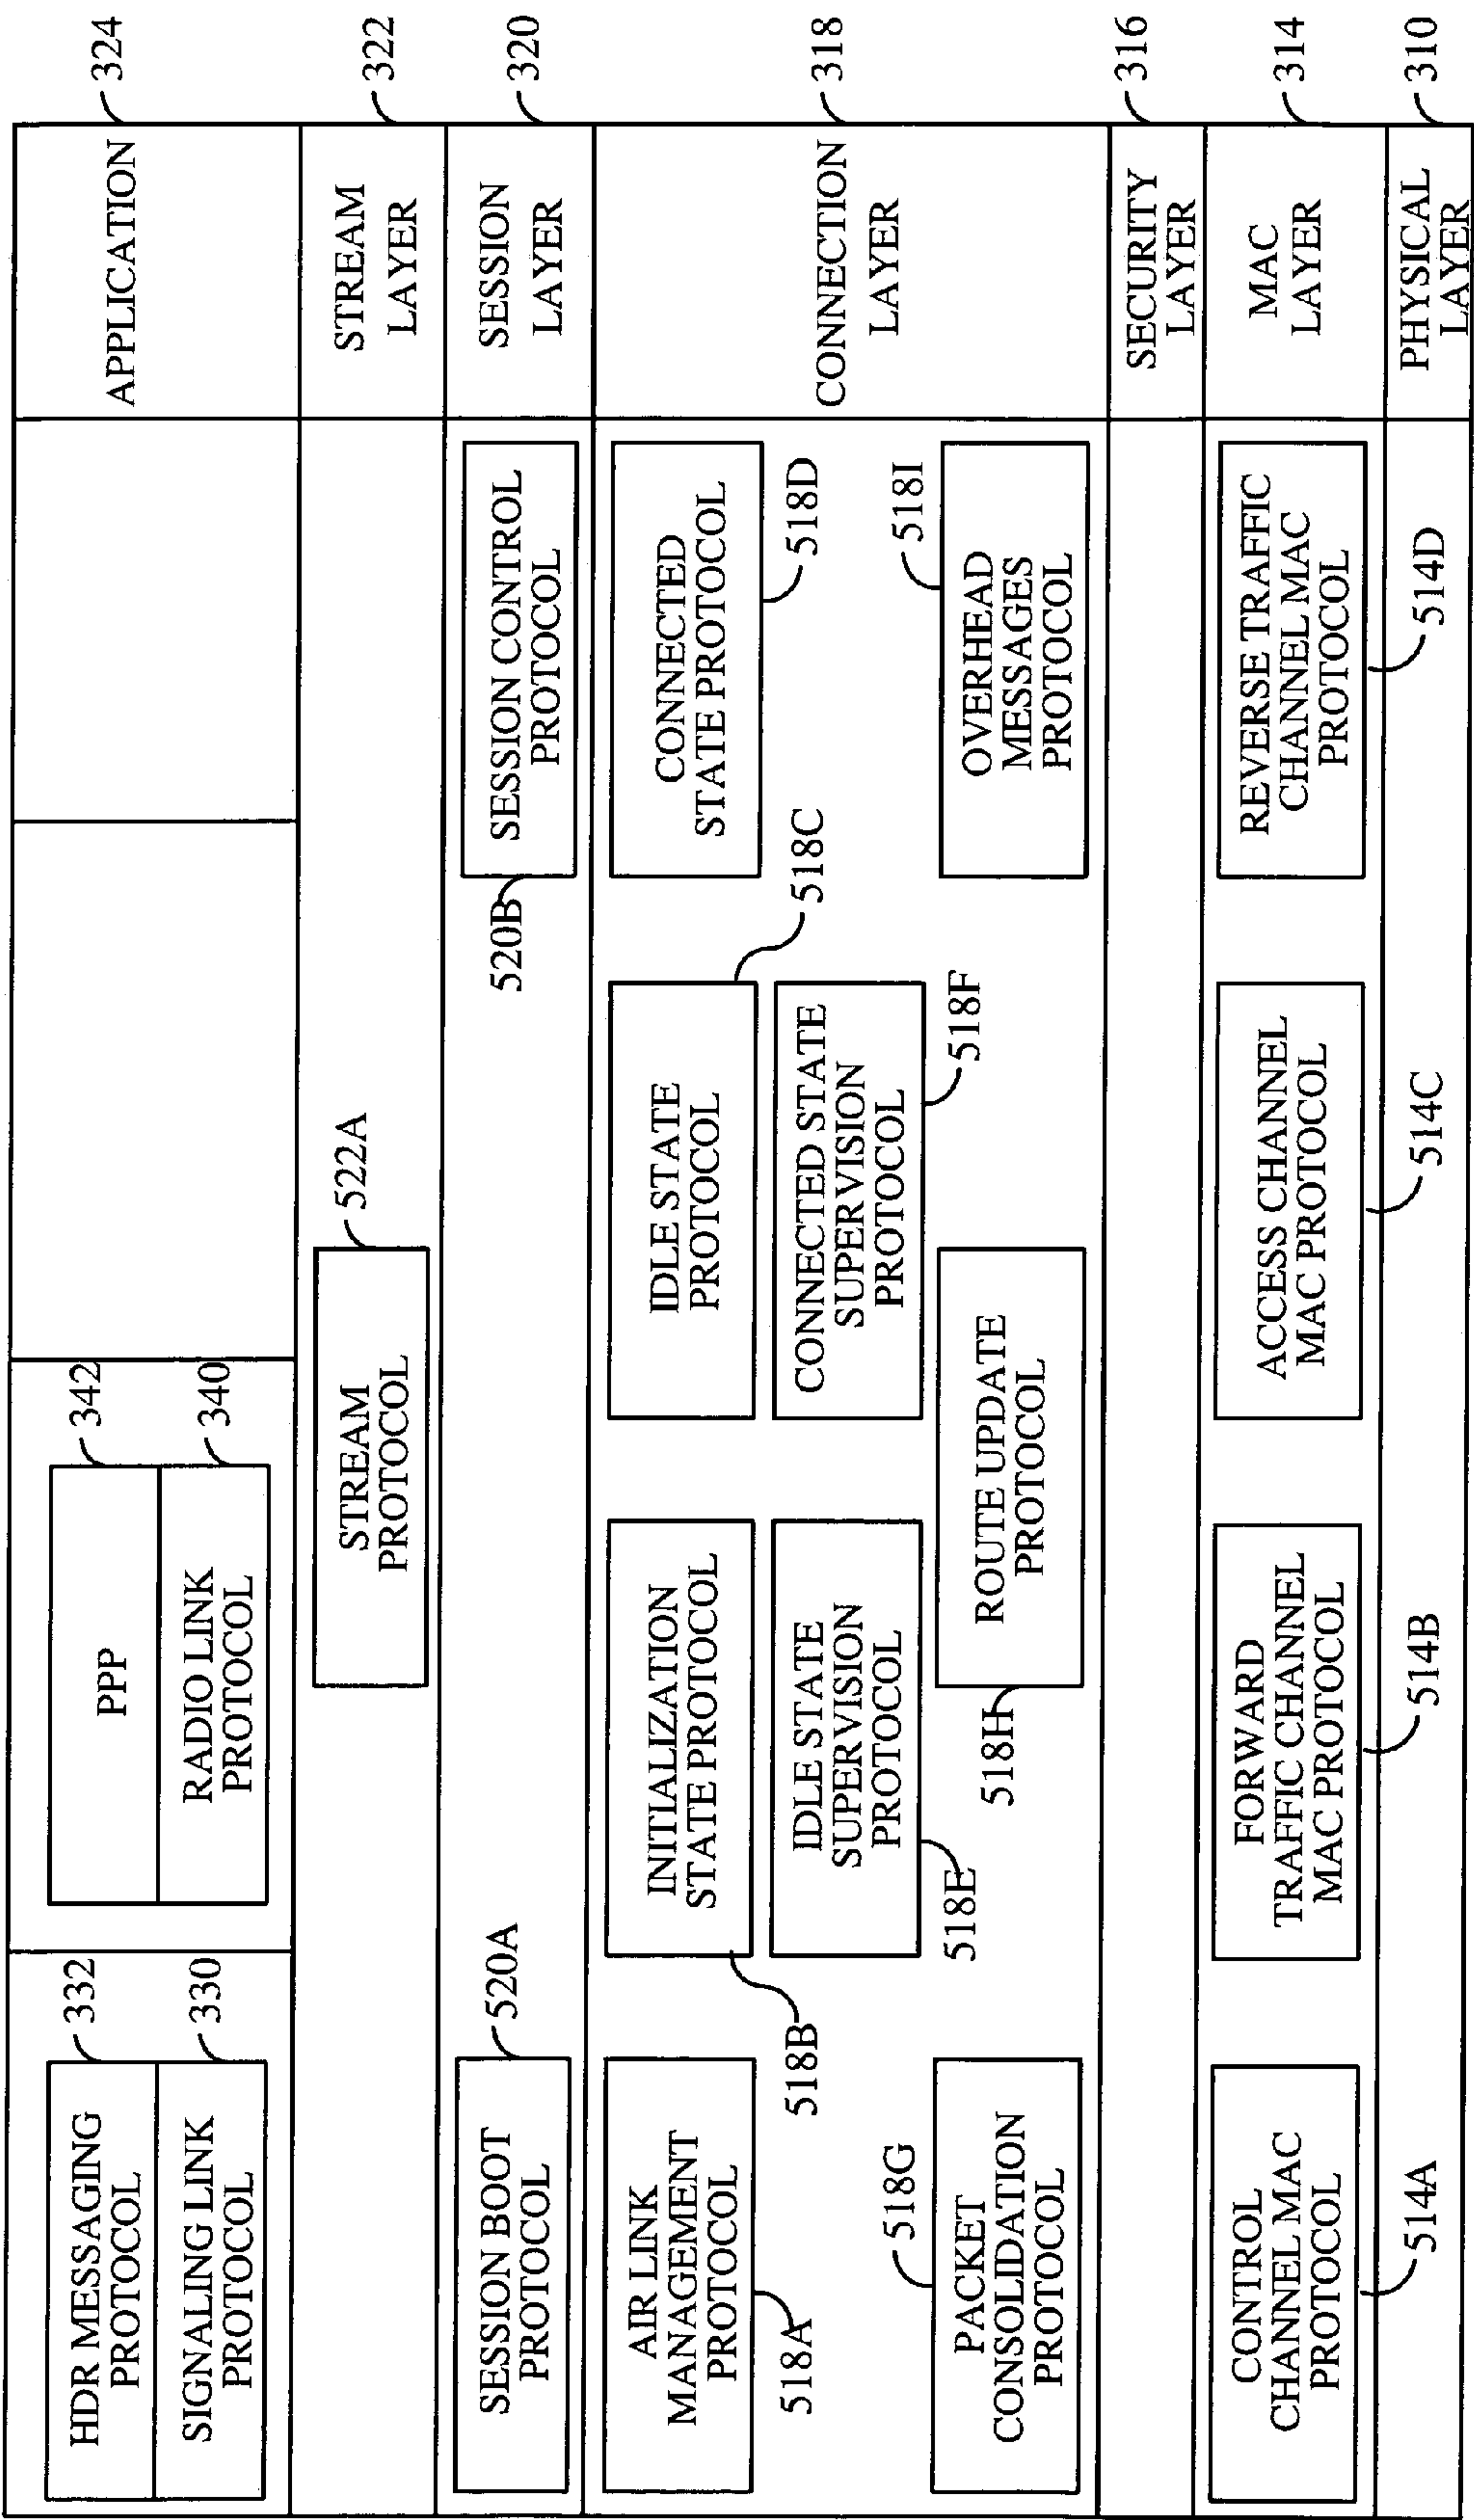 HDR MESSAGING
PROTOCOL
332
SIGNALING LINK
PROTOCOL
330
PPP
342
RADIO LINK
PROTOCOL
340
APPLICATION
324
STREAM
PROTOCOL
522A
STREAM
LAYER
322
SESSION BOOT
PROTOCOL
520A
520B
SESSION CONTROL
PROTOCOL
SESSION
LAYER
320
AIR LINK
MANAGEMENT
PROTOCOL
518A
518B
INITIALIZATION
STATE PROTOCOL
IDLE STATE
PROTOCOL
518C
CONNECTED
STATE PROTOCOL
518D
IDLE STATE
SUPERVISION
PROTOCOL
518E
CONNECTED STATE
SUPERVISION
PROTOCOL
518F
PACKET
CONSOLIDATION
PROTOCOL
518G
518H
ROUTE UPDATE
PROTOCOL
OVERHEAD
MESSAGES
PROTOCOL
518I
CONNECTION
LAYER
318
SECURITY
LAYER
316
CONTROL
CHANNEL MAC
PROTOCOL
514A
FORWARD
TRAFFIC CHANNEL
MAC PROTOCOL
514B
ACCESS CHANNEL
MAC PROTOCOL
514C
REVERSE TRAFFIC
CHANNEL MAC
PROTOCOL
514D
MAC
LAYER
314
PHYSICAL
LAYER
310